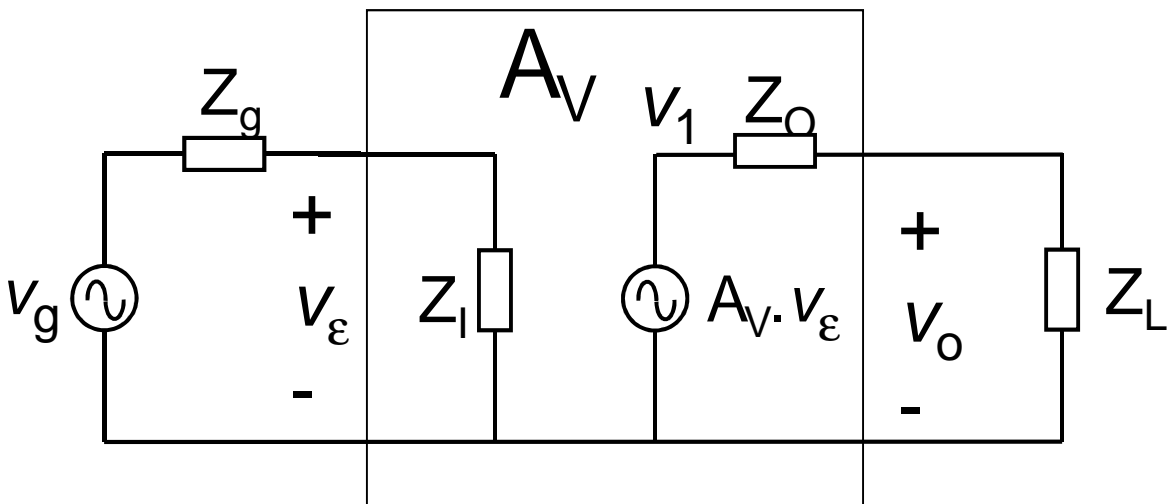 A_V
Z_g
v_1
Z_O
+
+
v_g
v_ε
Z_I
A_V. v_ε
v_o
Z_L
-
-